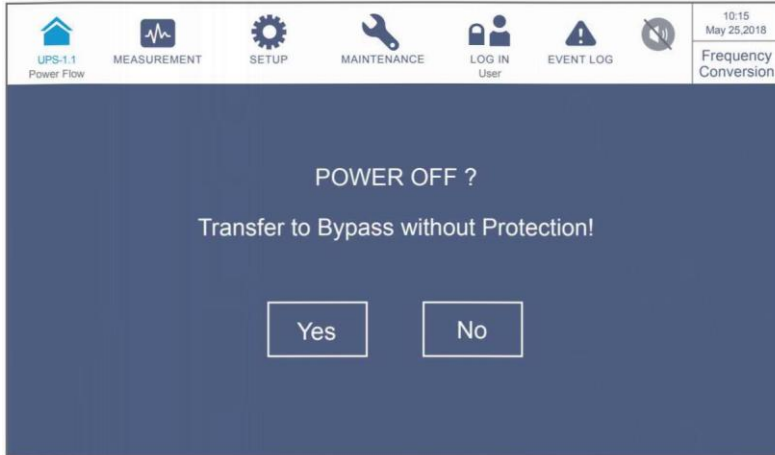 UPS-1.1
Power Flow
MEASUREMENT
SETUP
MAINTENANCE
LOG IN
User
EVENT LOG
10:15
May 25,2018
Frequency
Conversion
POWER OFF ?
Transfer to Bypass without Protection!
Yes
No